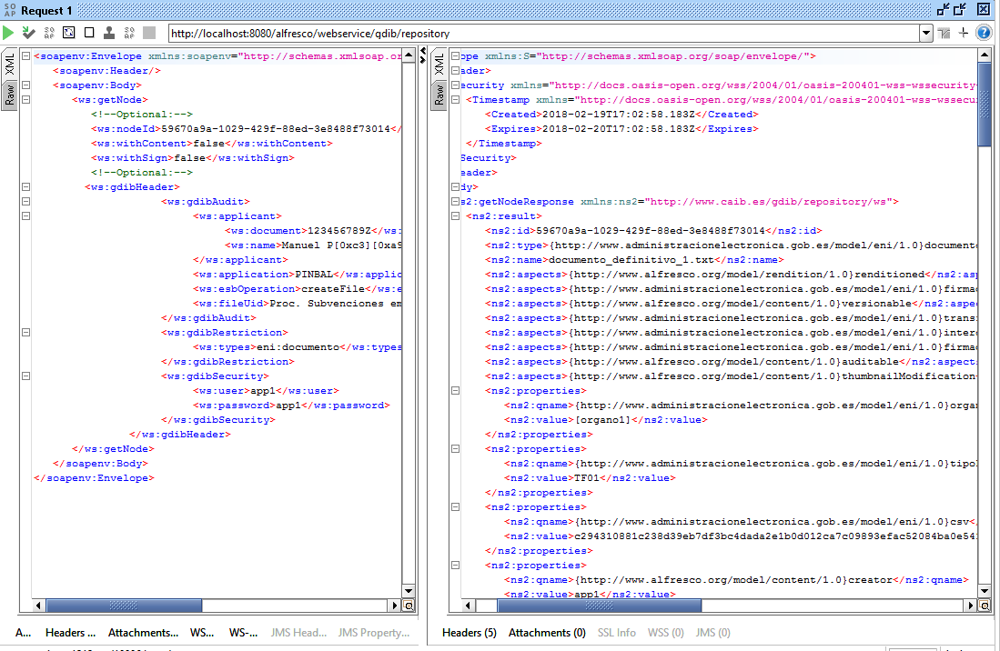 SO AP Request 1
http://localhost:8080/alfresco/webservice/gdib/repository
XML
Raw
<soapenv:Envelope xmlns:soapenv="http://schemas.xmlsoap.or
<soapenv:Header/>
<soapenv:Body>
<ws:getNode>
<!--Optional:-->
<ws:nodeId>59670a9a-1029-429f-88ed-3e8488f73014</
<ws:withContent>false</ws:withContent>
<ws:withSign>false</ws:withSign>
<!--Optional:-->
<ws:gdibHeader>
<ws:gdibAudit>
<ws:applicant>
<ws:document>123456789Z</ws:
<ws:name>Manuel P[0xc3][0xa9
</ws:applicant>
<ws:application>PINBAL</ws:applic
<ws:esbOperation>createFile</ws:e
<ws:fileUid>Proc. Subvenciones em
</ws:gdibAudit>
<ws:gdibRestriction>
<ws:types>eni:documento</ws:types
</ws:gdibRestriction>
<ws:gdibSecurity>
<ws:user>app1</ws:user>
<ws:password>app1</ws:password>
</ws:gdibSecurity>
</ws:gdibHeader>
</ws:getNode>
</soapenv:Body>
</soapenv:Envelope>
XML
Raw
ope xmlns:S="http://schemas.xmlsoap.org/soap/envelope/">
ader>
ecurity xmlns="http://docs.oasis-open.org/wss/2004/01/oasis-200401-wss-wssecurity-
<Timestamp xmlns="http://docs.oasis-open.org/wss/2004/01/oasis-200401-wss-wssecu
<Created>2018-02-19T17:02:58.183Z</Created>
<Expires>2018-02-20T17:02:58.183Z</Expires>
</Timestamp>
Security>
eader>
dy>
s2:getNodeResponse xmlns:ns2="http://www.caib.es/gdib/repository/ws">
<ns2:result>
<ns2:id>59670a9a-1029-429f-88ed-3e8488f73014</ns2:id>
<ns2:type>{http://www.administracionelectronica.gob.es/model/eni/1.0}documento
<ns2:name>documento_definitivo_1.txt</ns2:name>
<ns2:aspects>{http://www.alfresco.org/model/rendition/1.0}renditioned</ns2:asp
<ns2:aspects>{http://www.administracionelectronica.gob.es/model/eni/1.0}firmad
<ns2:aspects>{http://www.alfresco.org/model/content/1.0}versionable</ns2:aspe
<ns2:aspects>{http://www.administracionelectronica.gob.es/model/eni/1.0}trans
<ns2:aspects>{http://www.administracionelectronica.gob.es/model/eni/1.0}inter
<ns2:aspects>{http://www.administracionelectronica.gob.es/model/eni/1.0}firmad
<ns2:aspects>{http://www.alfresco.org/model/content/1.0}auditable</ns2:aspects
<ns2:aspects>{http://www.alfresco.org/model/content/1.0}thumbnailModification
<ns2:properties>
<ns2:qname>{http://www.administracionelectronica.gob.es/model/eni/1.0}organ
<ns2:value>[organo1]</ns2:value>
</ns2:properties>
<ns2:properties>
<ns2:qname>{http://www.administracionelectronica.gob.es/model/eni/1.0}tipo
<ns2:value>TF01</ns2:value>
</ns2:properties>
<ns2:properties>
<ns2:qname>{http://www.administracionelectronica.gob.es/model/eni/1.0}csv</
<ns2:value>c294310881c238d39eb7df3bc4dada2e1b0d012ca7c09893efac52084ba0e54
</ns2:properties>
<ns2:properties>
<ns2:qname>{http://www.alfresco.org/model/content/1.0}creator</ns2:qname>
<ns2:value>app1</ns2:value>
A... Headers ... Attachments... WS... WS-... JMS Head... JMS Property...
Headers (5) Attachments (0) SSL Info WSS (0) JMS (0)